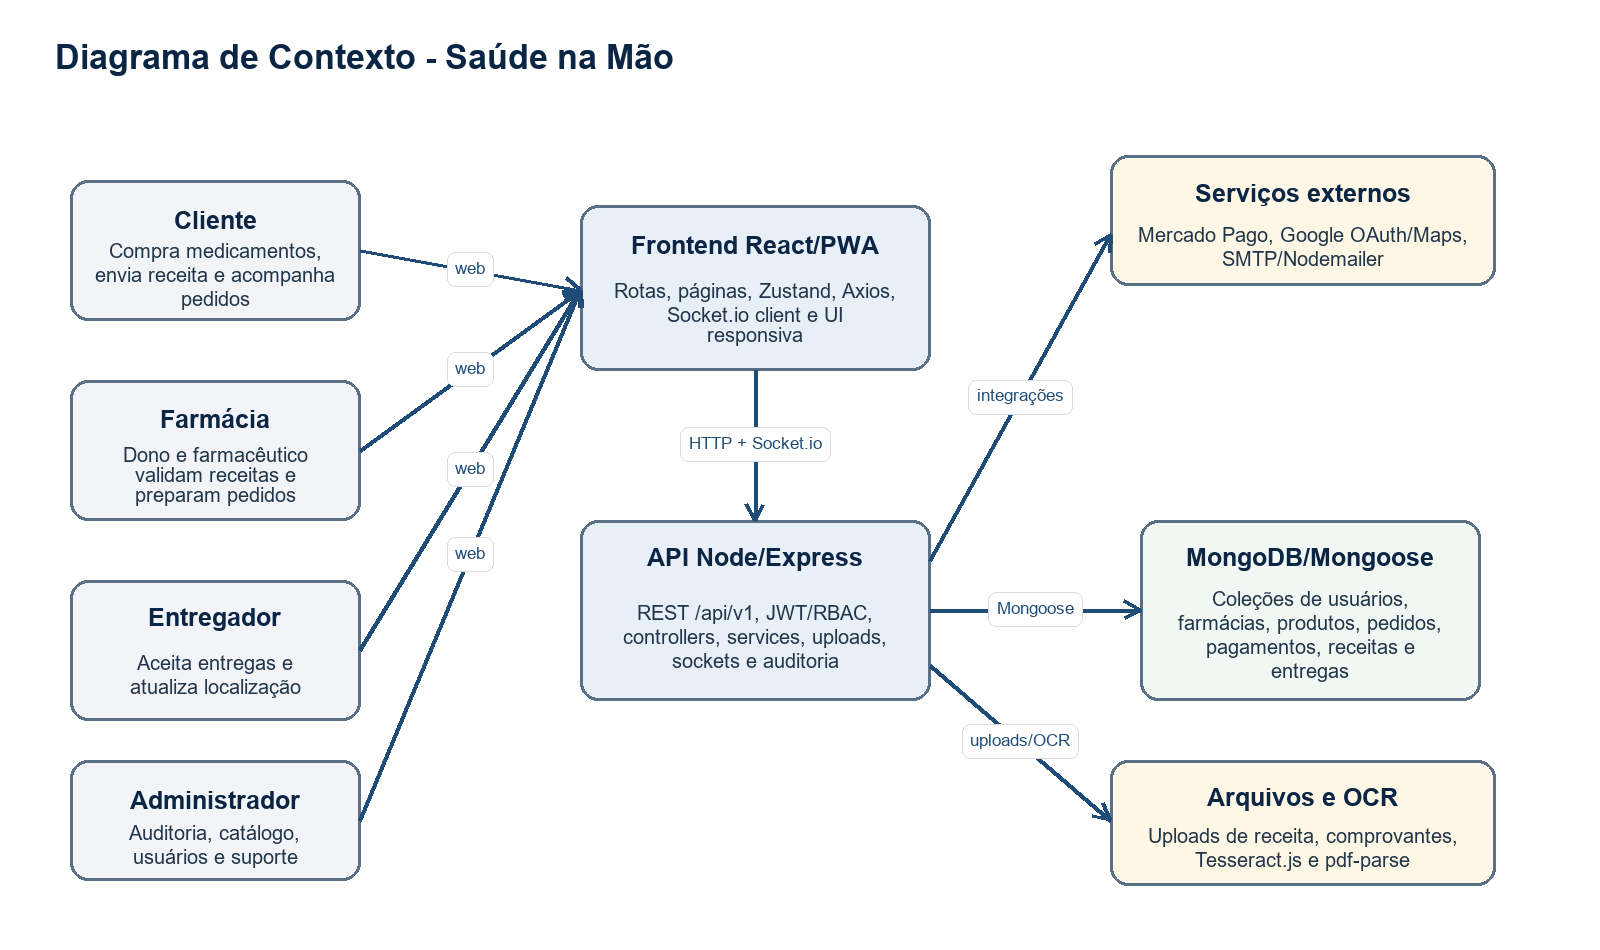 Diagrama de Contexto - Saúde na Mão
Cliente
Compra medicamentos,
envia receita e acompanha
pedidos
web
Farmácia
Dono e farmacêutico
validam receitas e
preparam pedidos
web
Entregador
Aceita entregas e
atualiza localização
web
Administrador
Auditoria, catálogo,
usuários e suporte
web
Frontend React/PWA
Rotas, páginas, Zustand, Axios,
Socket.io client e UI
responsiva
HTTP + Socket.io
API Node/Express
REST /api/v1, JWT/RBAC,
controllers, services, uploads,
sockets e auditoria
integrações
Serviços externos
Mercado Pago, Google OAuth/Maps,
SMTP/Nodemailer
Mongoose
MongoDB/Mongoose
Coleções de usuários,
farmácias, produtos, pedidos,
pagamentos, receitas e
entregas
uploads/OCR
Arquivos e OCR
Uploads de receita, comprovantes,
Tesseract.js e pdf-parse